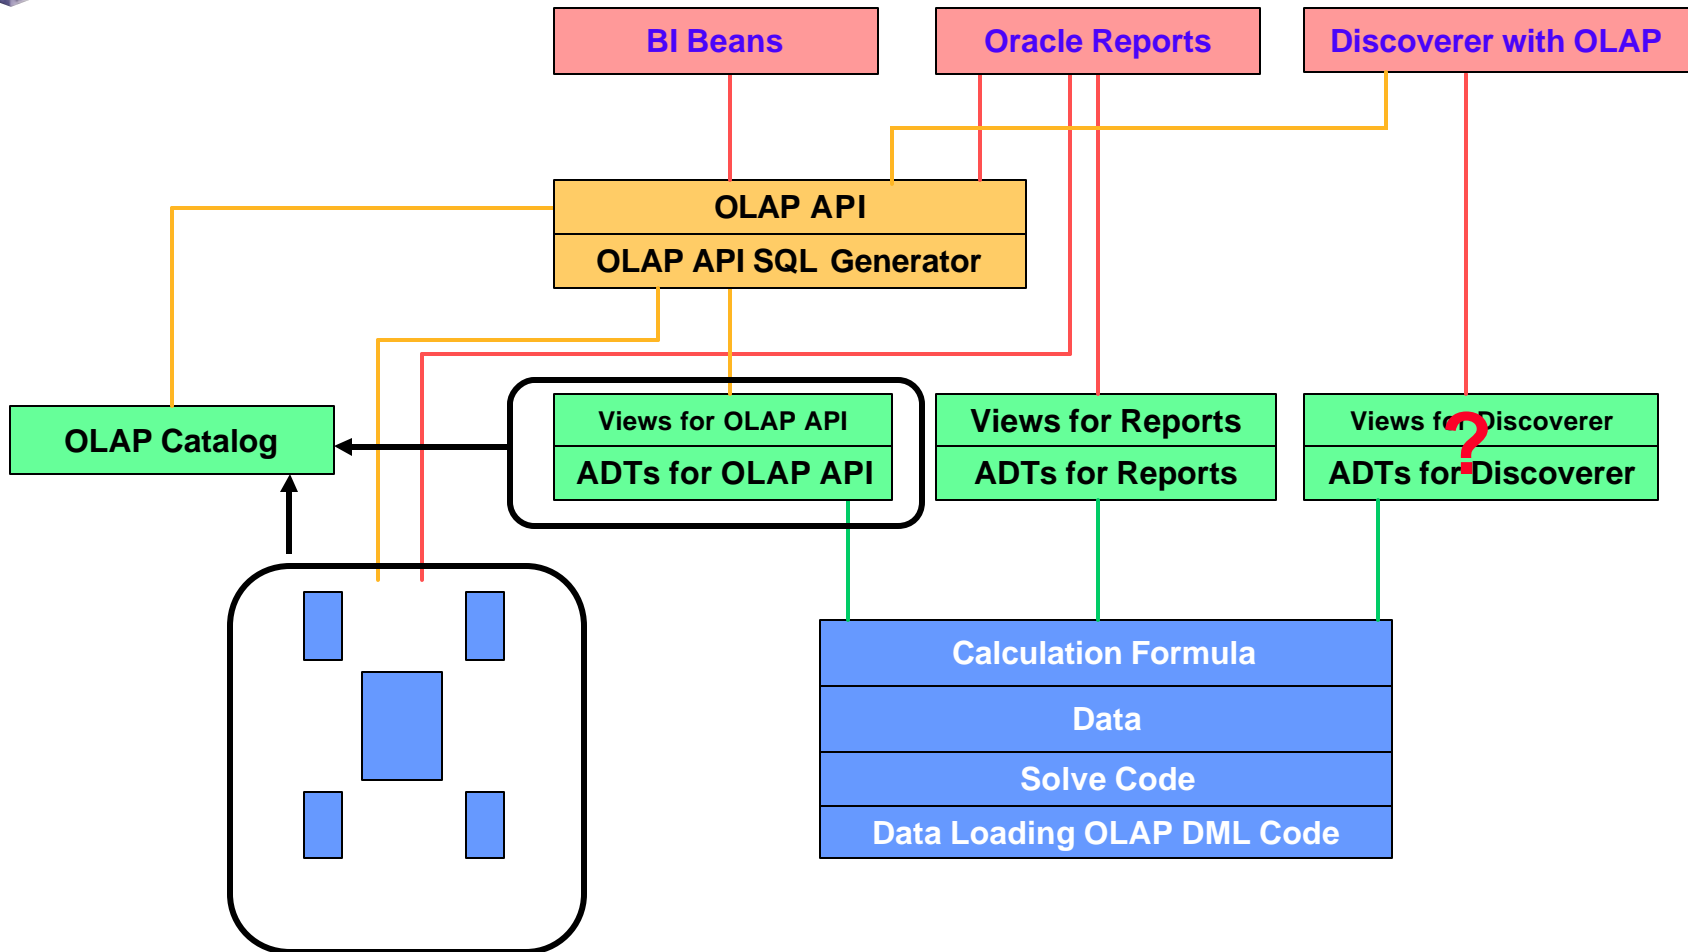 BI Beans
Oracle Reports
Discoverer with OLAP
OLAP API
OLAP API SQL Generator
OLAP Catalog
Views for OLAP API
ADTs for OLAP API
Views for Reports
ADTs for Reports
Views for Discoverer
?
ADTs for Discoverer
Calculation Formula
Data
Solve Code
Data Loading OLAP DML Code